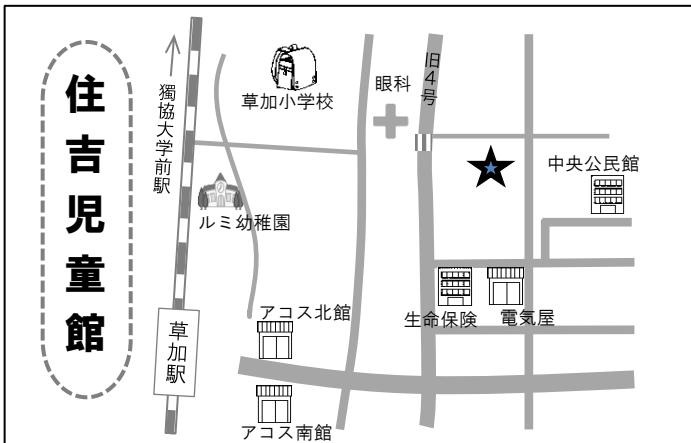 住吉児童館
獨協大学前駅
草加駅
草加小学校
ルミ幼稚園
アコス北館
アコス南館
眼科
旧4号
中央公民館
生命保険
電気屋